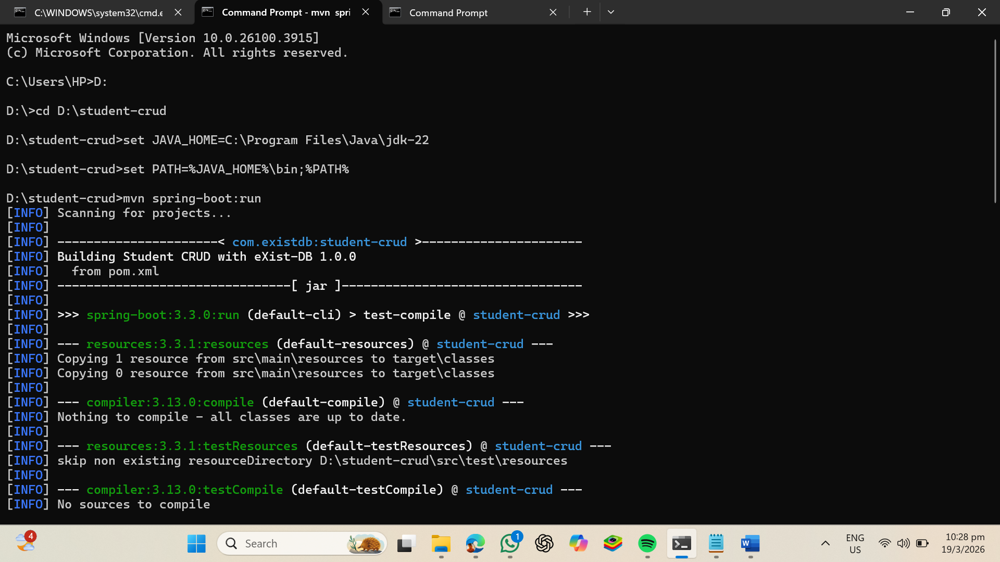 C:\WINDOWS\system32\cmd.e
Command Prompt - mvn  spri
Command Prompt
Microsoft Windows [Version 10.0.26100.3915]
(c) Microsoft Corporation. All rights reserved.
C:\Users\HP>D:
D:\>cd D:\student-crud
D:\student-crud>set JAVA_HOME=C:\Program Files\Java\jdk-22
D:\student-crud>set PATH=%JAVA_HOME%\bin;%PATH%
D:\student-crud>mvn spring-boot:run
[INFO] Scanning for projects...
[INFO]
[INFO] ----------------------< com.existdb:student-crud >----------------------
[INFO] Building Student CRUD with eXist-DB 1.0.0
[INFO]   from pom.xml
[INFO] --------------------------------[ jar ]---------------------------------
[INFO]
[INFO] >>> spring-boot:3.3.0:run (default-cli) > test-compile @ student-crud >>>
[INFO]
[INFO] --- resources:3.3.1:resources (default-resources) @ student-crud ---
[INFO] Copying 1 resource from src\main\resources to target\classes
[INFO] Copying 0 resource from src\main\resources to target\classes
[INFO]
[INFO] --- compiler:3.13.0:compile (default-compile) @ student-crud ---
[INFO] Nothing to compile - all classes are up to date.
[INFO]
[INFO] --- resources:3.3.1:testResources (default-testResources) @ student-crud ---
[INFO] skip non existing resourceDirectory D:\student-crud\src\test\resources
[INFO]
[INFO] --- compiler:3.13.0:testCompile (default-testCompile) @ student-crud ---
[INFO] No sources to compile
4
Search
1
W
ENG
US
10:28 pm
19/3/2026